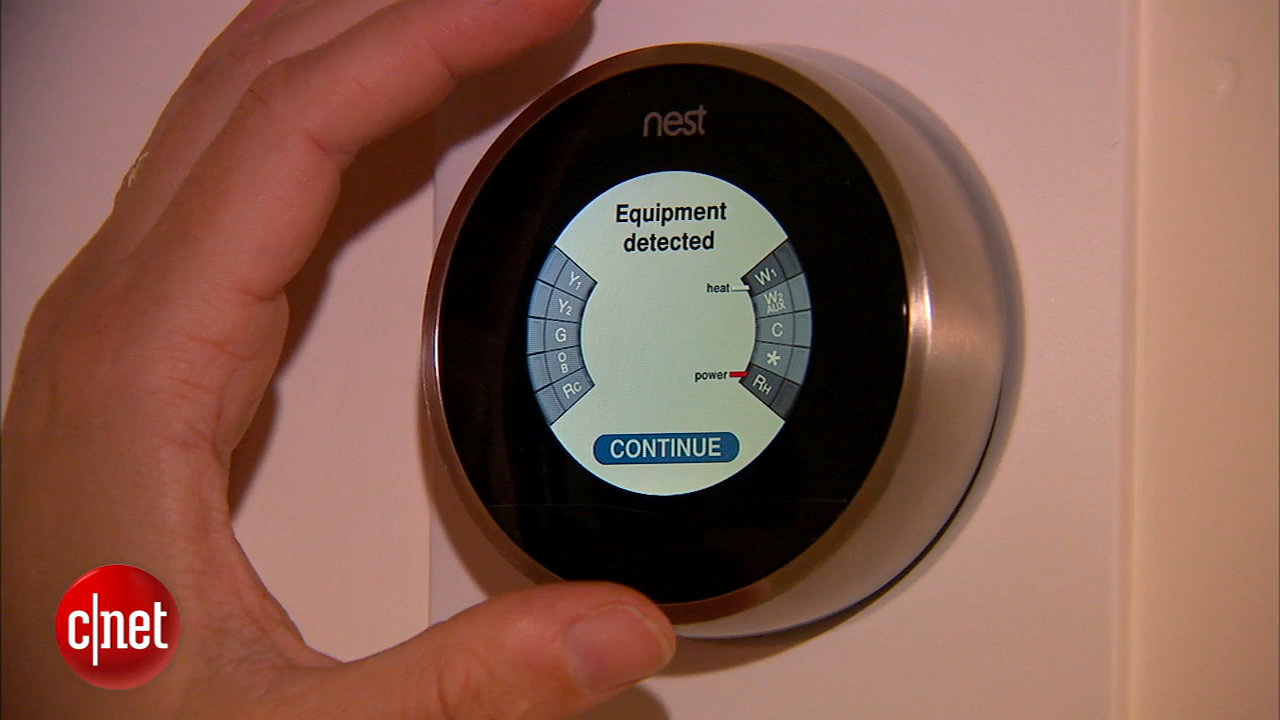 nest
Equipment
detected
Y1
Y2
G
O
B
Rc
heat
W1
W2
AUX
C
*
power
RH
CONTINUE
c|net